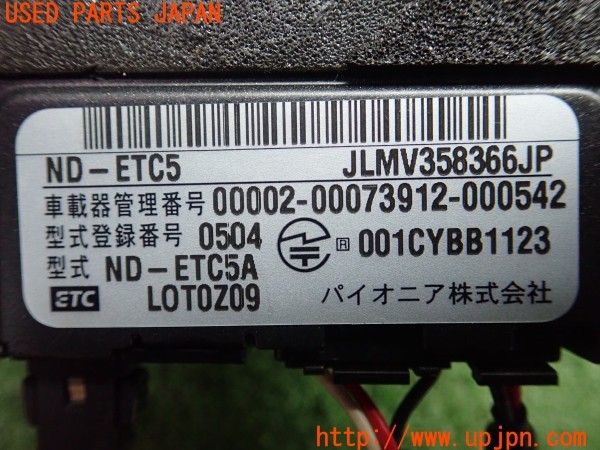 USED PARTS JAPAN
ND-ETC5 JLMV358366JP
車載器管理番号 00002-00073912-000542
型式登録番号 0504 R 001CYBB1123
型式 ND-ETC5A
ETC LOT0Z09 パイオニア株式会社
http://www.upjpn.com/